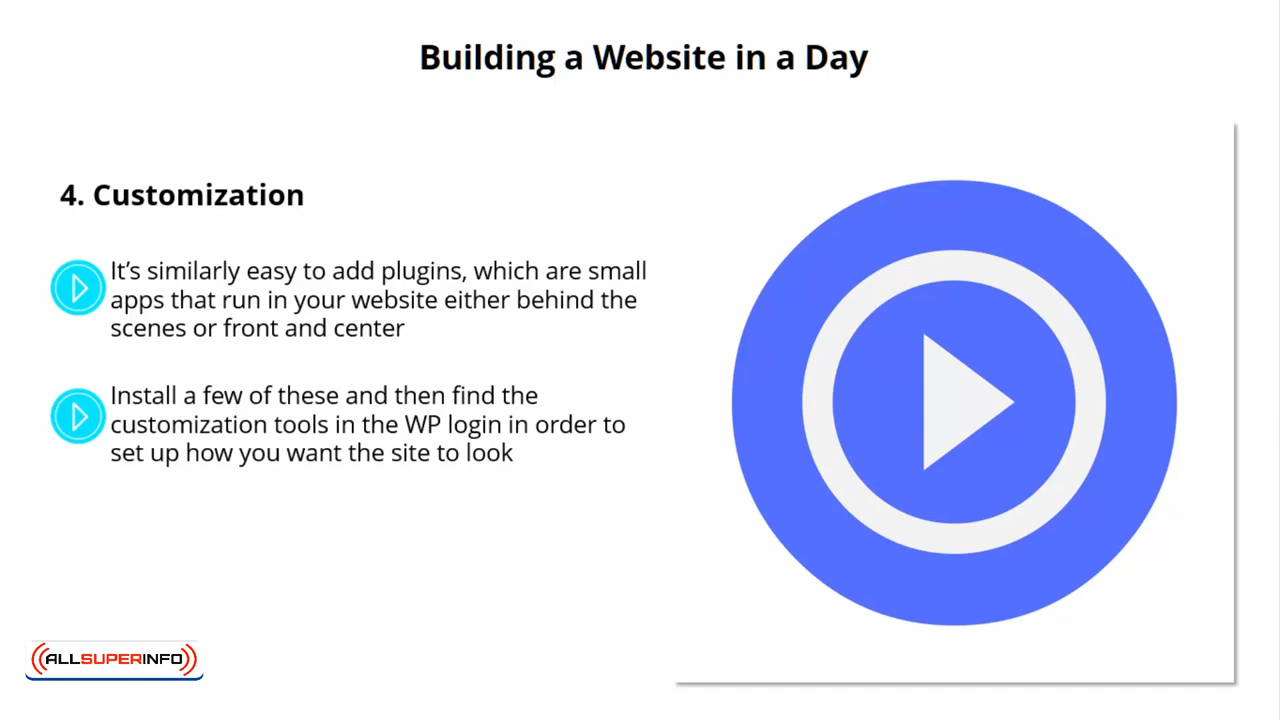 Building a Website in a Day
4. Customization
It’s similarly easy to add plugins, which are small
apps that run in your website either behind the
scenes or front and center
Install a few of these and then find the
customization tools in the WP login in order to
set up how you want the site to look
ALLSUPERINFO